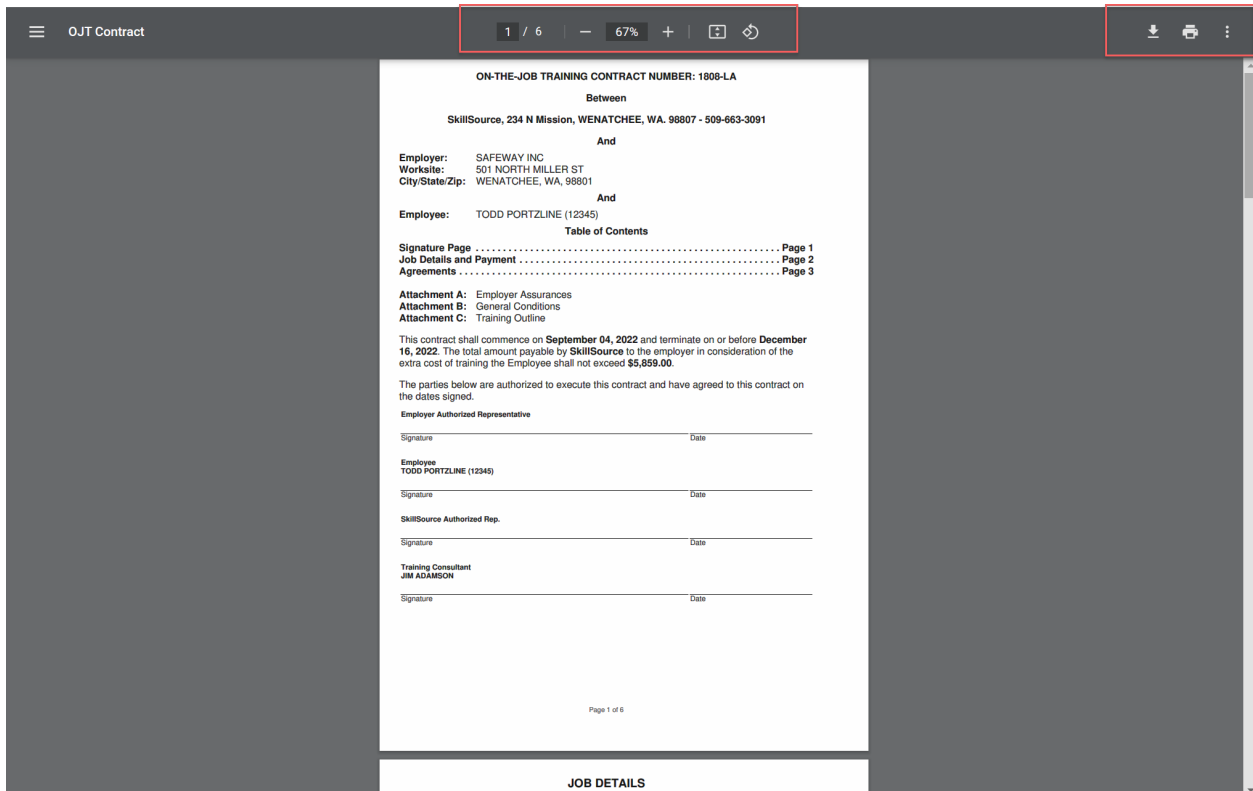 OJT Contract
1 / 6 67%
ON-THE-JOB TRAINING CONTRACT NUMBER: 1808-LA
Between
SkillSource, 234 N Mission, WENATCHEE, WA. 98807 - 509-663-3091
And
Employer: SAFEWAY INC
Worksite: 501 NORTH MILLER ST
City/State/Zip: WENATCHEE, WA, 98801
And
Employee: TODD PORTZLINE (12345)
Table of Contents
Signature Page . . . . . . . . . . . . . . . . . . . . . . . . . . . . . . . . . . . . . . . . . . . . . . . . . . . . . . . . Page 1
Job Details and Payment . . . . . . . . . . . . . . . . . . . . . . . . . . . . . . . . . . . . . . . . . . . . . . . . Page 2
Agreements . . . . . . . . . . . . . . . . . . . . . . . . . . . . . . . . . . . . . . . . . . . . . . . . . . . . . . . . . . . Page 3
Attachment A: Employer Assurances
Attachment B: General Conditions
Attachment C: Training Outline
This contract shall commence on September 04, 2022 and terminate on or before December
16, 2022. The total amount payable by SkillSource to the employer in consideration of the
extra cost of training the Employee shall not exceed $5,859.00.
The parties below are authorized to execute this contract and have agreed to this contract on
the dates signed.
Employer Authorized Representative
Signature Date
Employee
TODD PORTZLINE (12345)
Signature Date
SkillSource Authorized Rep.
Signature Date
Training Consultant
JIM ADAMSON
Signature Date
Page 1 of 6
JOB DETAILS